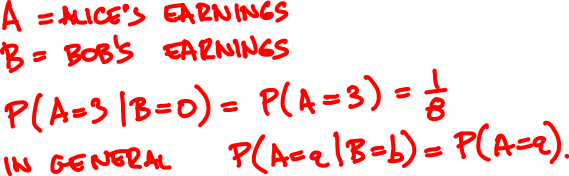 A = ALICE'S EARNINGS
B = BOB'S EARNINGS
P(A=3|B=0) = P(A=3) = 1/8
IN GENERAL P(A=a|B=b) = P(A=a).